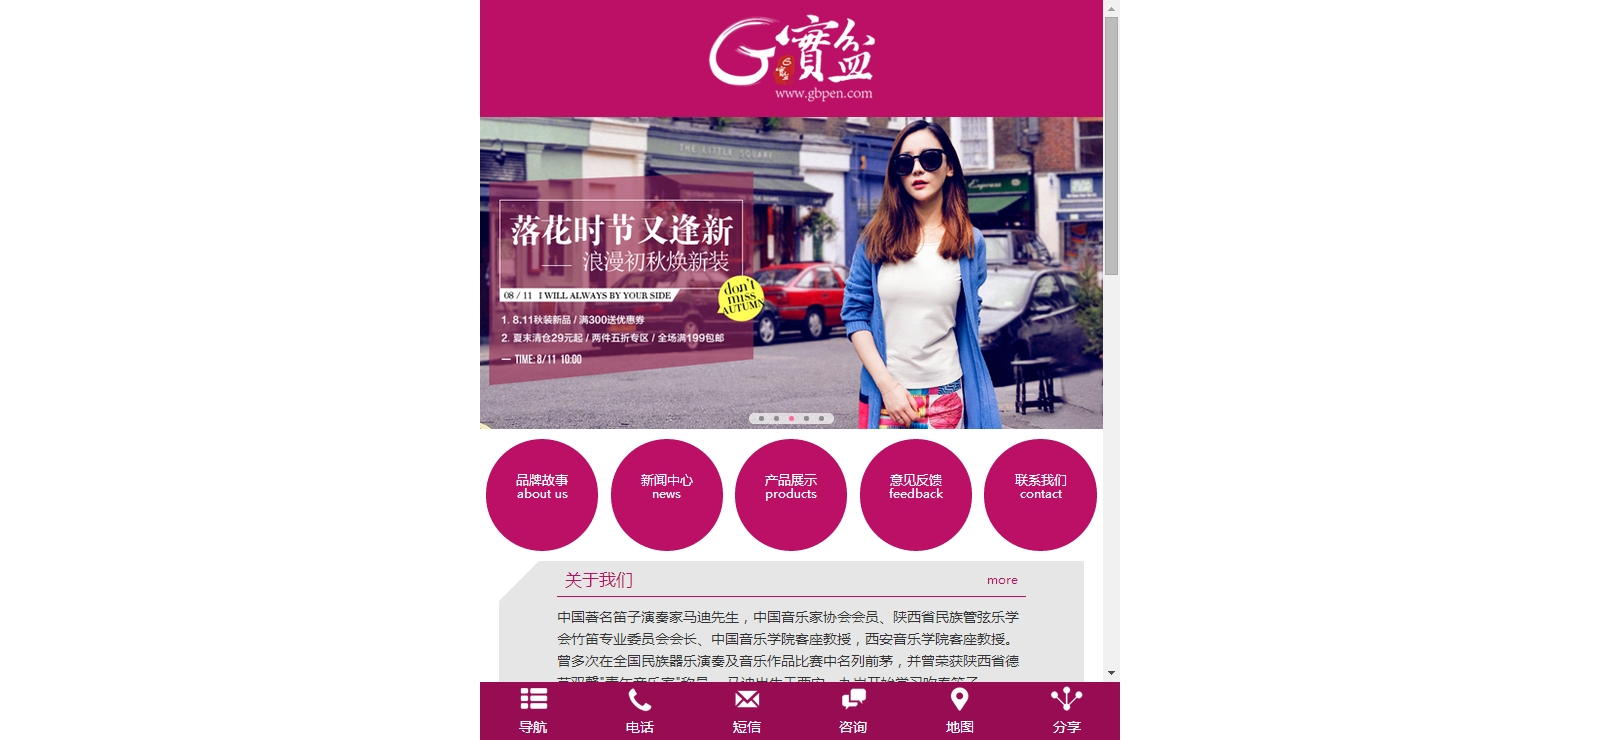 G寶盆
www.gbpen.com
THE LITTLE SQUARE
Express
落花时节又逢新
—— 浪漫初秋焕新装
08 / 11 I WILL ALWAYS BY YOUR SIDE
don't
miss
AUTUMN
1. 8.11秋装新品 / 满300送优惠券
2. 夏末清仓29元起 / 两件五折专区 / 全场满199包邮
— TIME: 8/11 10:00
品牌故事
about us
新闻中心
news
产品展示
products
意见反馈
feedback
联系我们
contact
关于我们
more
中国著名笛子演奏家马迪先生，中国音乐家协会会员、陕西省民族管弦乐学
会竹笛专业委员会会长、中国音乐学院客座教授，西安音乐学院客座教授。
曾多次在全国民族器乐演奏及音乐作品比赛中名列前茅，并曾荣获陕西省德
导航
电话
短信
咨询
地图
分享